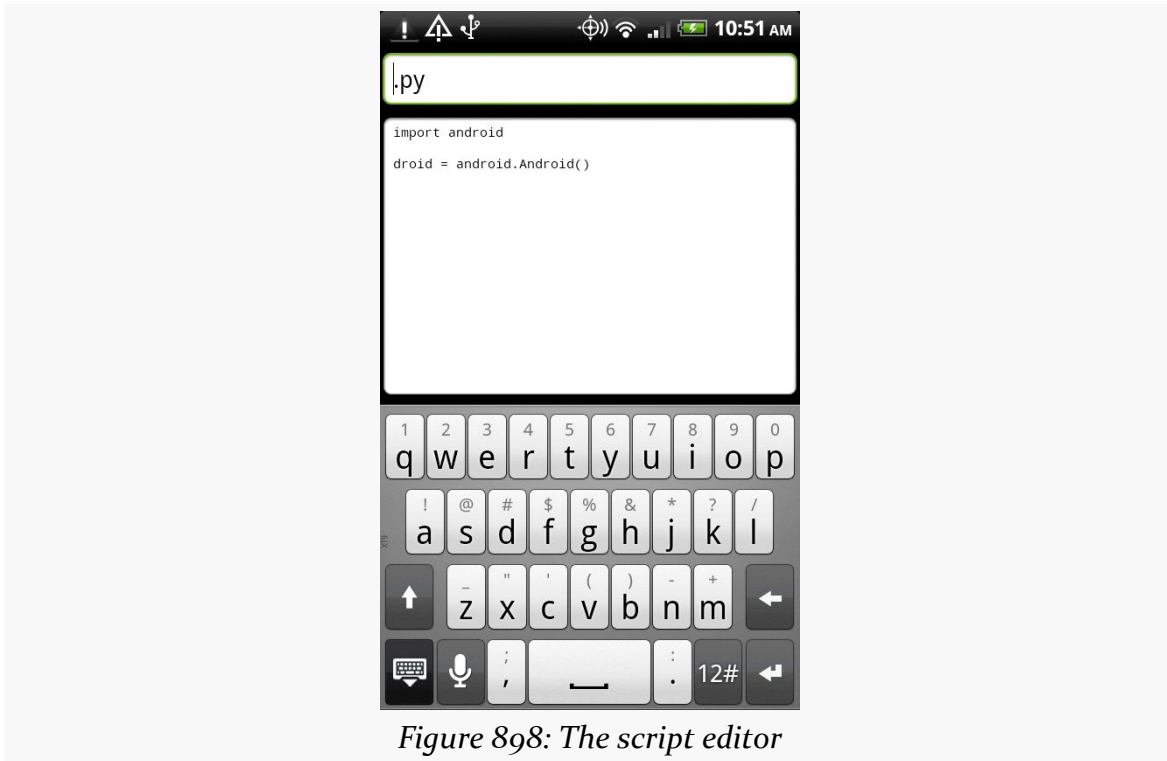 10:51 AM
.py
import android
droid = android.Android()
1 2 3 4 5 6 7 8 9 0
q w e r t y u i o p
! @ # $ % & * ? /
a s d f g h j k l
_ " ' ( ) - +
z x c v b n m
; :
, . 12#
Figure 898: The script editor